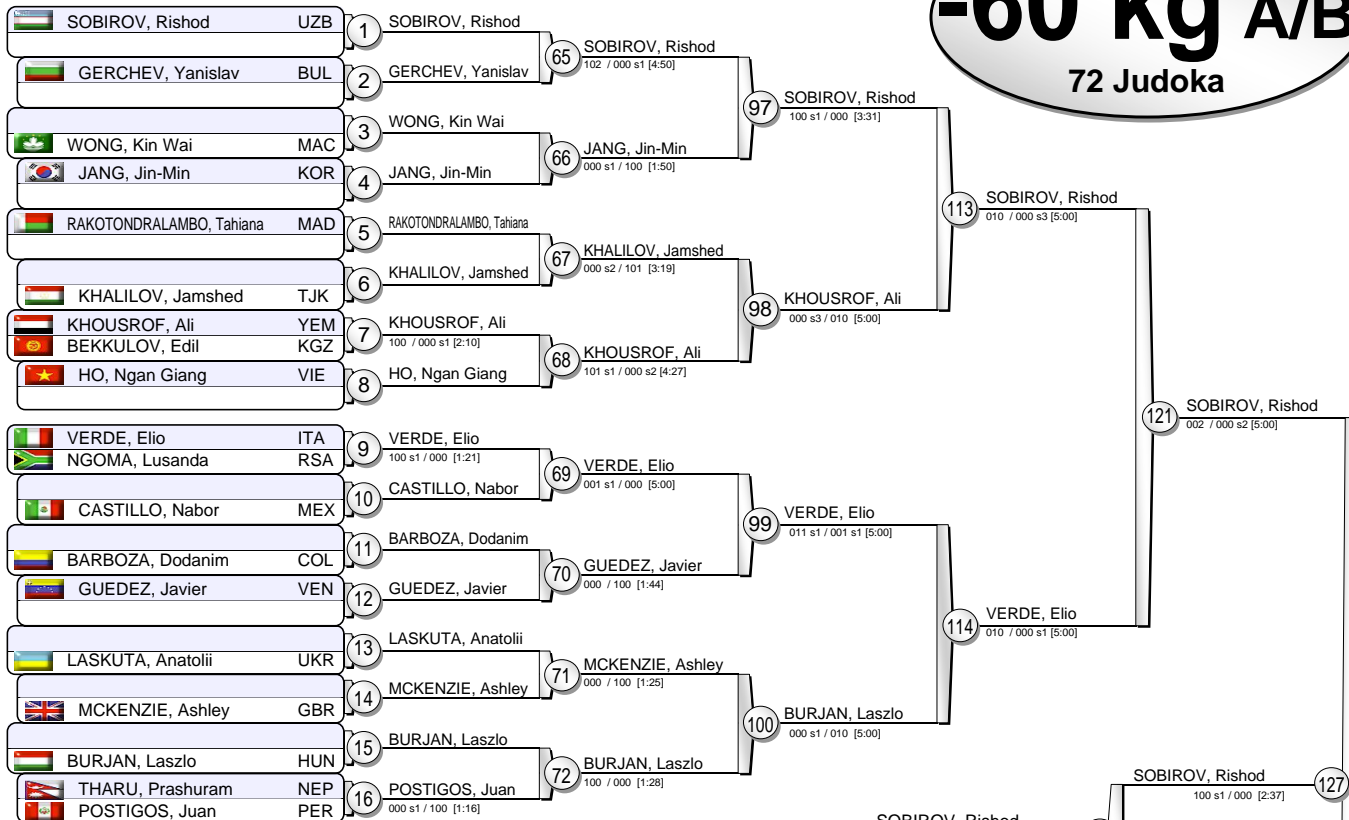 -60 kg A/B
72 Judoka
SOBIROV, Rishod UZB
1
GERCHEV, Yanislav BUL
2
WONG, Kin Wai MAC
3
JANG, Jin-Min KOR
4
RAKOTONDRALAMBO, Tahiana MAD
5
KHALILOV, Jamshed TJK
6
KHOUSROF, Ali YEM
BEKKULOV, Edil KGZ
7
HO, Ngan Giang VIE
8
VERDE, Elio ITA
NGOMA, Lusanda RSA
9
CASTILLO, Nabor MEX
10
BARBOZA, Dodanim COL
11
GUEDEZ, Javier VEN
12
LASKUTA, Anatolii UKR
13
MCKENZIE, Ashley GBR
14
BURJAN, Laszlo HUN
15
THARU, Prashuram NEP
POSTIGOS, Juan PER
16
SOBIROV, Rishod
GERCHEV, Yanislav
WONG, Kin Wai
JANG, Jin-Min
RAKOTONDRALAMBO, Tahiana
KHALILOV, Jamshed
KHOUSROF, Ali
100 / 000 s1 [2:10]
HO, Ngan Giang
VERDE, Elio
100 s1 / 000 [1:21]
CASTILLO, Nabor
BARBOZA, Dodanim
GUEDEZ, Javier
LASKUTA, Anatolii
MCKENZIE, Ashley
BURJAN, Laszlo
POSTIGOS, Juan
000 s1 / 100 [1:16]
65
SOBIROV, Rishod
102 / 000 s1 [4:50]
66
JANG, Jin-Min
000 s1 / 100 [1:50]
67
KHALILOV, Jamshed
000 s2 / 101 [3:19]
68
KHOUSROF, Ali
101 s1 / 000 s2 [4:27]
69
VERDE, Elio
001 s1 / 000 [5:00]
70
GUEDEZ, Javier
000 / 100 [1:44]
71
MCKENZIE, Ashley
000 / 100 [1:25]
72
BURJAN, Laszlo
100 / 000 [1:28]
97
SOBIROV, Rishod
100 s1 / 000 [3:31]
98
KHOUSROF, Ali
000 s3 / 010 [5:00]
99
VERDE, Elio
011 s1 / 001 s1 [5:00]
100
BURJAN, Laszlo
000 s1 / 010 [5:00]
113
SOBIROV, Rishod
010 / 000 s3 [5:00]
114
VERDE, Elio
010 / 000 s1 [5:00]
121
SOBIROV, Rishod
002 / 000 s2 [5:00]
SOBIROV, Rishod
100 s1 / 000 [2:37]
127
SOBIROV, Rishod